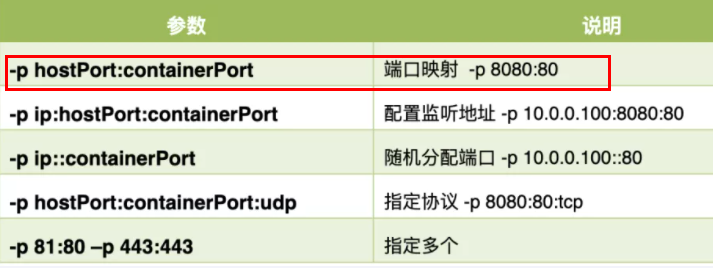 参数 说明
-p hostPort:containerPort 端口映射 -p 8080:80
-p ip:hostPort:containerPort 配置监听地址 -p 10.0.0.100:8080:80
-p ip::containerPort 随机分配端口 -p 10.0.0.100::80
-p hostPort:containerPort:udp 指定协议 -p 8080:80:tcp
-p 81:80 –p 443:443 指定多个